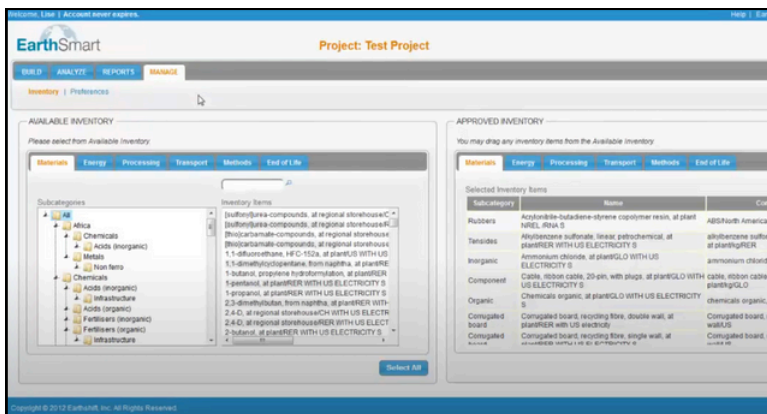 Welcome, Lise | Account never expires.
Help | Ear
EarthSmart
Project: Test Project
BUILD ANALYZE REPORTS MANAGE
Inventory | Preferences
AVAILABLE INVENTORY
Please select from Available Inventory.
Materials Energy Processing Transport Methods End of Life
Subcategories
All
Africa
Chemicals
Acids (inorganic)
Metals
Non ferro
Chemicals
Acids (inorganic)
Infrastructure
Acids (organic)
Fertilisers (inorganic)
Fertilisers (organic)
Infrastructure
Inventory Items
[sulfonyl]urea-compounds, at regional storehouse/C
[sulfonyl]urea-compounds, at regional storehouse/R
[thio]carbamate-compounds, at regional storehouse
[thio]carbamate-compounds, at regional storehouse
1,1-difluoroethane, HFC-152a, at plant/US WITH US
1,1-dimethylcyclopentane, from naphtha, at plant/RER
1-butanol, propylene hydroformylation, at plant/RER
1-pentanol, at plant/RER WITH US ELECTRICITY S
1-propanol, at plant/RER WITH US ELECTRICITY S
2,3-dimethylbutan, from naphtha, at plant/RER WITH
2,4-D, at regional storehouse/CH WITH US ELECTR
2,4-D, at regional storehouse/RER WITH US ELECT
2-butanol, at plant/RER WITH US ELECTRICITY S
Select All
APPROVED INVENTORY
You may drag any inventory items from the Available Inventory
Materials Energy Processing Transport Methods End of Life
Selected Inventory Items
Subcategory Name Co
Rubbers Acrylonitrile-butadiene-styrene copolymer resin, at plant NREL /RNA S ABS/North America
Tensides Alkylbenzene sulfonate, linear, petrochemical, at plant/RER WITH US ELECTRICITY S alkylbenzene sulfo at plant/kg/RER
Inorganic Ammonium chloride, at plant/GLO WITH US ELECTRICITY S ammonium chlorid
Component Cable, ribbon cable, 20-pin, with plugs, at plant/GLO WITH US ELECTRICITY S cable, ribbon cable plant/kg/GLO
Organic Chemicals organic, at plant/GLO WITH US ELECTRICITY S chemicals organic,
Corrugated board Corrugated board, recycling fibre, double wall, at plant/RER with US electricity Corrugated board, wall/US
Corrugated Corrugated board, recycling fibre, single wall, at Corrugated board,
Copyright © 2012 Earthshift, Inc. All Rights Reserved.